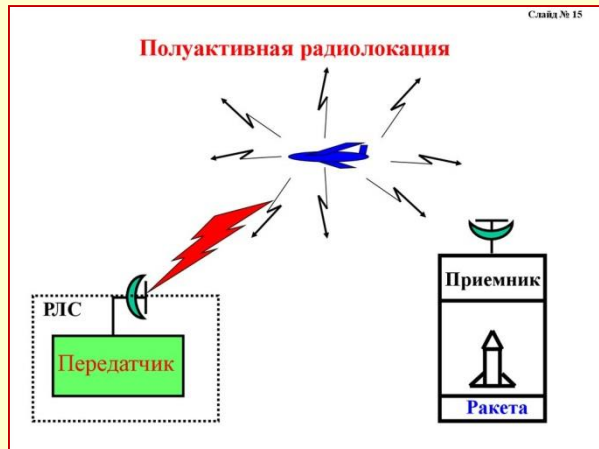 Слайд № 15
Полуактивная радиолокация
РЛС
Передатчик
Приемник
Ракета